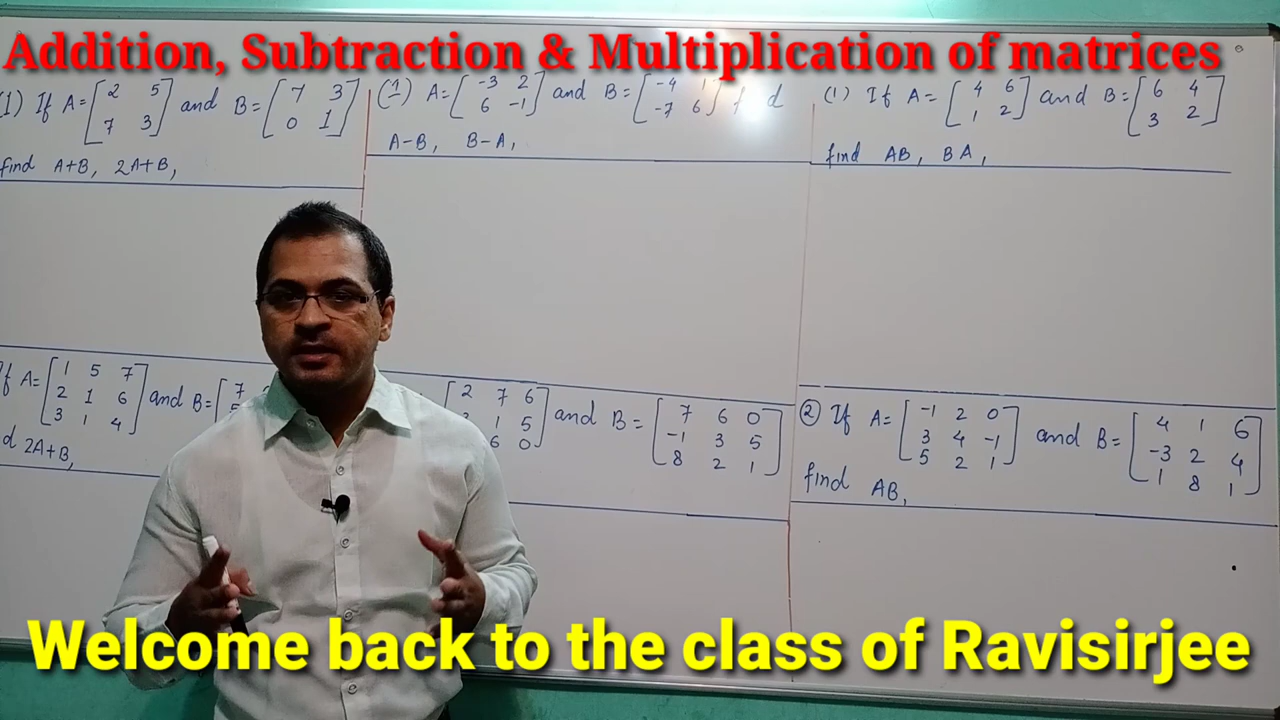 Addition, Subtraction & Multiplication of matrices
(1) If A = [2 5
7 3] and B = [7 3
0 1]
find A+B, 2A+B,
(1) A = [-3 2
6 -1] and B = [-4 1
-7 6]
A-B, B-A,
(1) If A = [4 6
1 2] and B = [6 4
3 2]
find AB, BA,
If A = [1 5 7
2 1 6
3 1 4] and B = [7
2A+B,
[2 7 6
1 5
6 0] and B = [7 6 0
-1 3 5
8 2 1]
② If A = [-1 2 0
3 4 -1
5 2 1] and B = [4 1 6
-3 2 4
1 8 1]
find AB,
Welcome back to the class of Ravisirjee